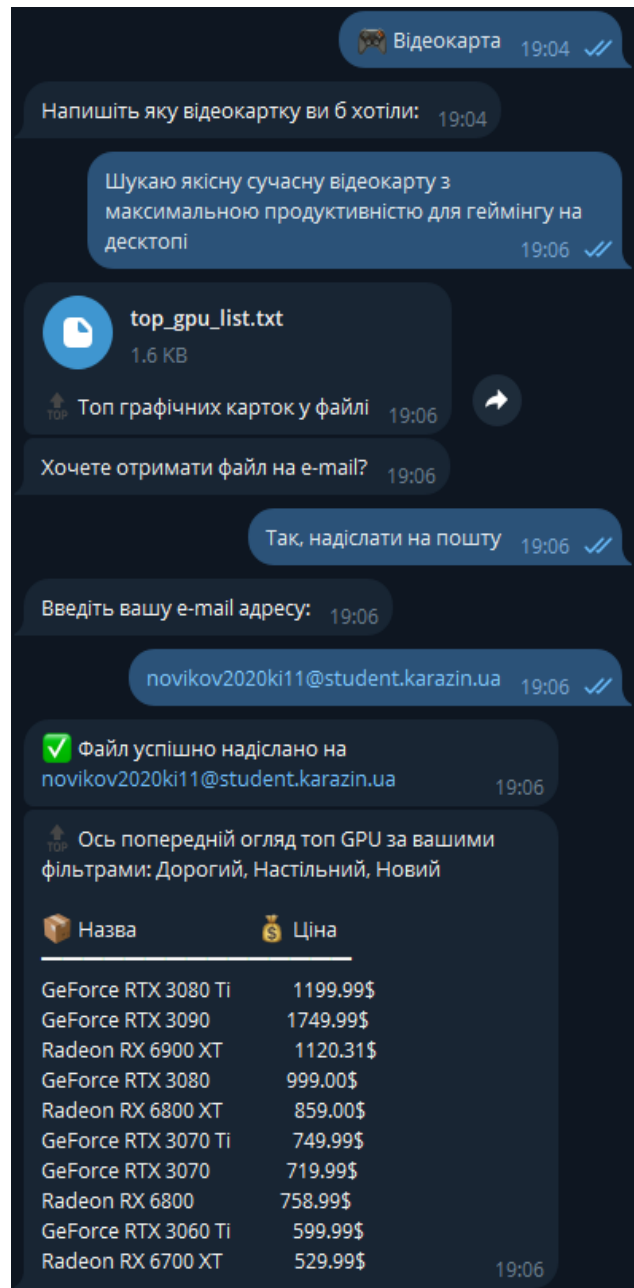 🎮 Відеокарта 19:04
Напишіть яку відеокартку ви б хотіли: 19:04
Шукаю якісну сучасну відеокарту з
максимальною продуктивністю для геймінгу на
десктопі 19:06
top_gpu_list.txt
1.6 KB
🔝 Топ графічних карток у файлі 19:06
Хочете отримати файл на e-mail? 19:06
Так, надіслати на пошту 19:06
Введіть вашу e-mail адресу: 19:06
novikov2020ki11@student.karazin.ua 19:06
✅ Файл успішно надіслано на
novikov2020ki11@student.karazin.ua 19:06
🔝 Ось попередній огляд топ GPU за вашими
фільтрами: Дорогий, Настільний, Новий
📦 Назва 💰 Ціна
GeForce RTX 3080 Ti 1199.99$
GeForce RTX 3090 1749.99$
Radeon RX 6900 XT 1120.31$
GeForce RTX 3080 999.00$
Radeon RX 6800 XT 859.00$
GeForce RTX 3070 Ti 749.99$
GeForce RTX 3070 719.99$
Radeon RX 6800 758.99$
GeForce RTX 3060 Ti 599.99$
Radeon RX 6700 XT 529.99$
19:06